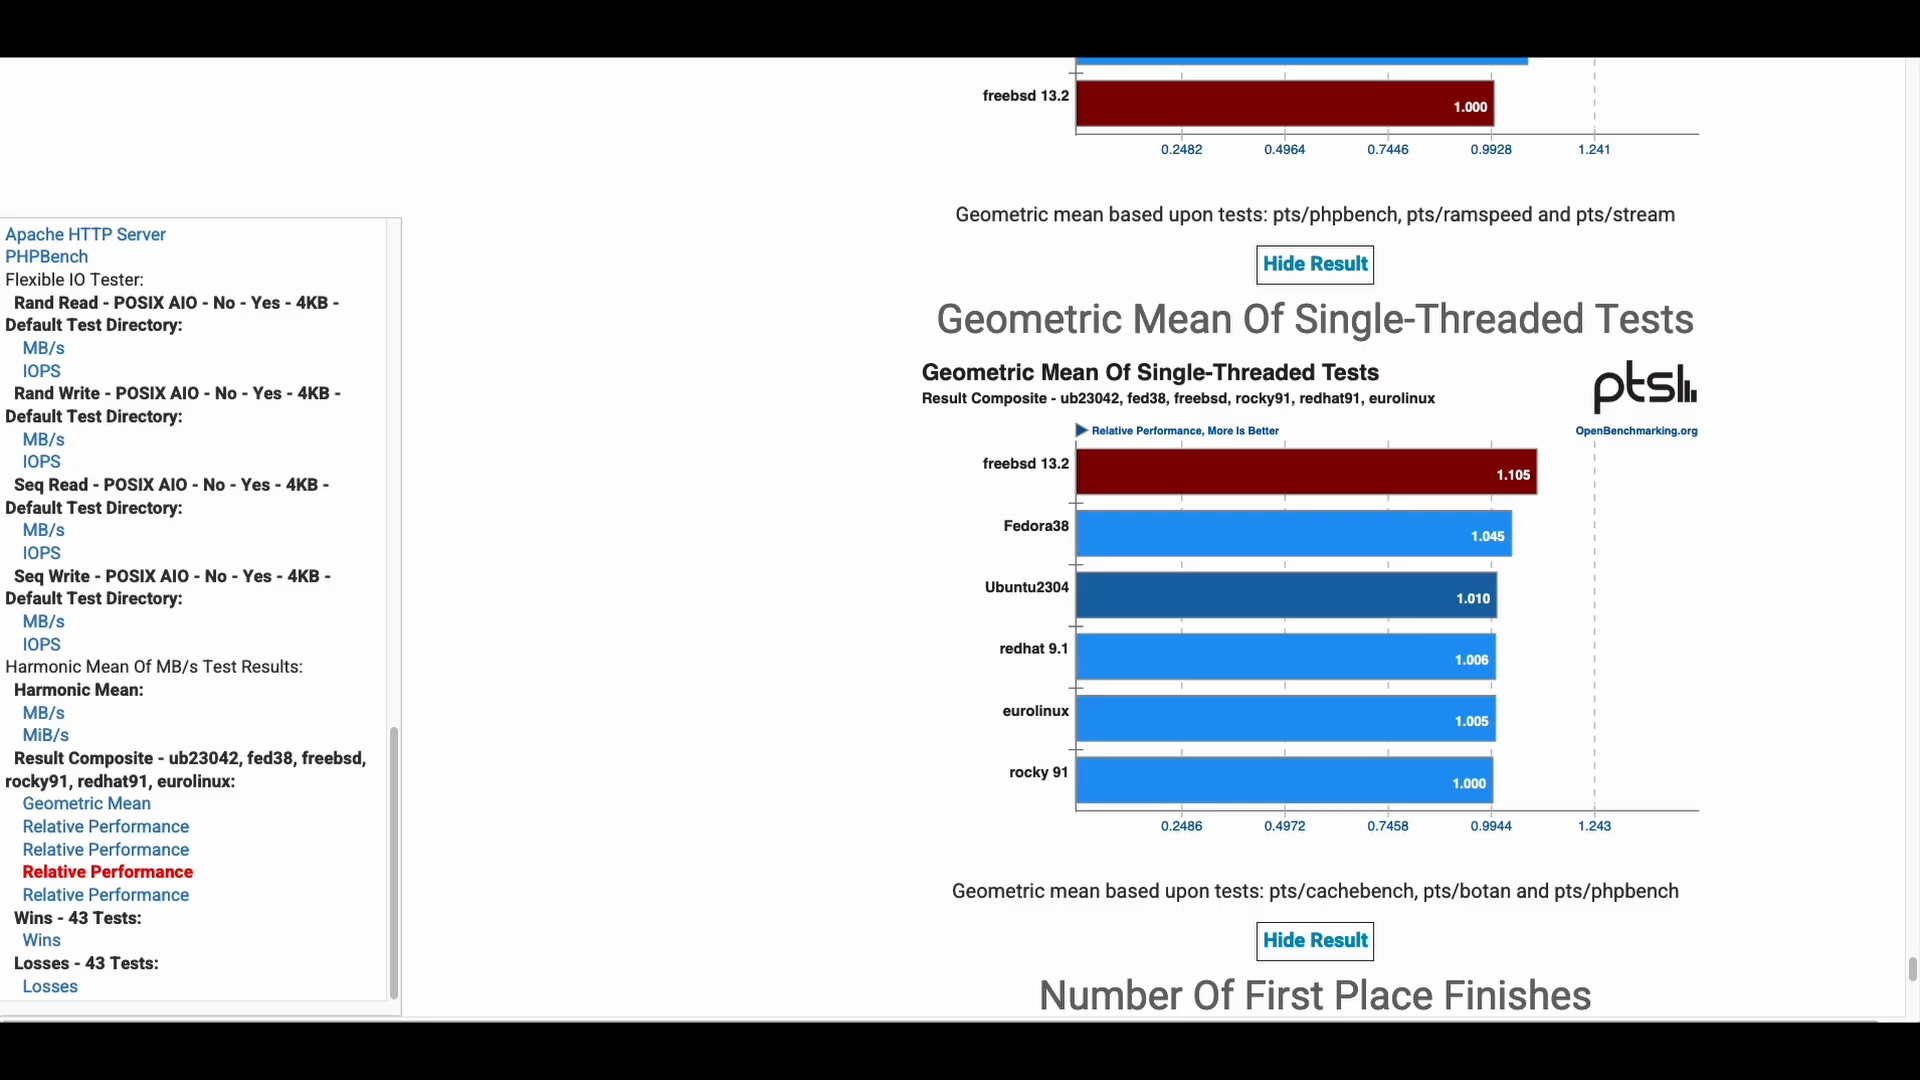 Apache HTTP Server
PHPBench
Flexible IO Tester:
Rand Read - POSIX AIO - No - Yes - 4KB -
Default Test Directory:
MB/s
IOPS
Rand Write - POSIX AIO - No - Yes - 4KB -
Default Test Directory:
MB/s
IOPS
Seq Read - POSIX AIO - No - Yes - 4KB -
Default Test Directory:
MB/s
IOPS
Seq Write - POSIX AIO - No - Yes - 4KB -
Default Test Directory:
MB/s
IOPS
Harmonic Mean Of MB/s Test Results:
Harmonic Mean:
MB/s
MiB/s
Result Composite - ub23042, fed38, freebsd,
rocky91, redhat91, eurolinux:
Geometric Mean
Relative Performance
Relative Performance
Relative Performance
Relative Performance
Wins - 43 Tests:
Wins
Losses - 43 Tests:
Losses
freebsd 13.2 1.000
0.2482 0.4964 0.7446 0.9928 1.241
Geometric mean based upon tests: pts/phpbench, pts/ramspeed and pts/stream
Hide Result
Geometric Mean Of Single-Threaded Tests
Geometric Mean Of Single-Threaded Tests
ptsl
Result Composite - ub23042, fed38, freebsd, rocky91, redhat91, eurolinux
Relative Performance, More Is Better OpenBenchmarking.org
freebsd 13.2 1.105
Fedora38 1.045
Ubuntu2304 1.010
redhat 9.1 1.006
eurolinux 1.005
rocky 91 1.000
0.2486 0.4972 0.7458 0.9944 1.243
Geometric mean based upon tests: pts/cachebench, pts/botan and pts/phpbench
Hide Result
Number Of First Place Finishes